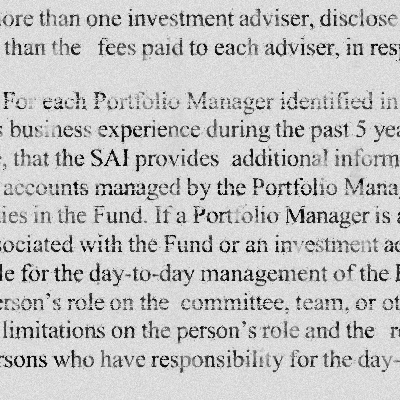 ore than one investment adviser, disclose
than the fees paid to each adviser, in res
For each Portfolio Manager identified in
s business experience during the past 5 yea
, that the SAI provides additional inform
accounts managed by the Portfolio Mana
ies in the Fund. If a Portfolio Manager is a
sociated with the Fund or an investment ad
le for the day-to-day management of the F
erson's role on the committee, team, or ot
limitations on the person's role and the r
rsons who have responsibility for the day-